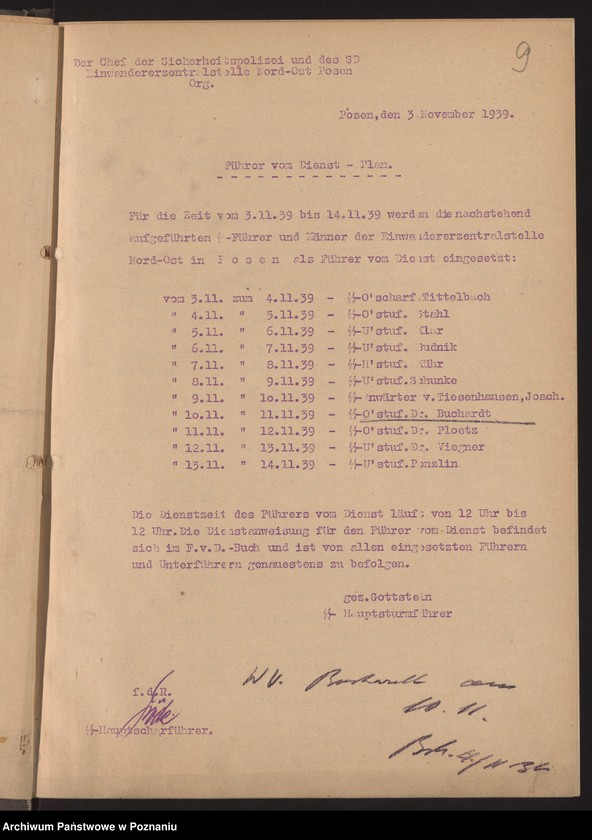 9
Der Chef der Sicherheitspolizei und des SD
Einwandererzentralstelle Nord-Ost Posen
Org.
Posen, den 3.November 1939.
Führer vom Dienst - Plan.
Für die Zeit vom 3.11.39 bis 14.11.39 werden die nachstehend
aufgeführten ᛋᛋ-Führer und Männer der Einwandererzentralstelle
Nord-Ost in P o s e n als Führer vom Dienst eingesetzt:
vom 3.11. zum 4.11.39 - ᛋᛋ-O'scharf.Tittelbach
" 4.11. " 5.11.39 - ᛋᛋ-O'stuf. Stahl
" 5.11. " 6.11.39 - ᛋᛋ-U'stuf. Klar
" 6.11. " 7.11.39 - ᛋᛋ-U'stuf. Budnik
" 7.11. " 8.11.39 - ᛋᛋ-H'stuf.
" 8.11. " 9.11.39 - ᛋᛋ-U'stuf.Schunke
" 9.11. " 10.11.39 - ᛋᛋ-Anwärter v.Tiesenhausen,Joach.
" 10.11. " 11.11.39 - ᛋᛋ-O'stuf.Dr. Buchardt
" 11.11. " 12.11.39 - ᛋᛋ-O'stuf.Dr. Ploetz
" 12.11. " 13.11.39 - ᛋᛋ-U'stuf.Dr. Wiegner
" 13.11. " 14.11.39 - ᛋᛋ-U'stuf.Penzlin
Die Dienstzeit des Führers vom Dienst läuft von 12 Uhr bis
12 Uhr.Die Dienstanweisung für den Führer vom Dienst befindet
sich im F.v.D.-Buch und ist von allen eingesetzten Führern
und Unterführern genauestens zu befolgen.
gez.Gottstein
ᛋᛋ- Hauptsturmführer
WV. am
10. 11.
f.d.R.
ᛋᛋ-Hauptscharführer.
Archiwum Państwowe w Poznaniu